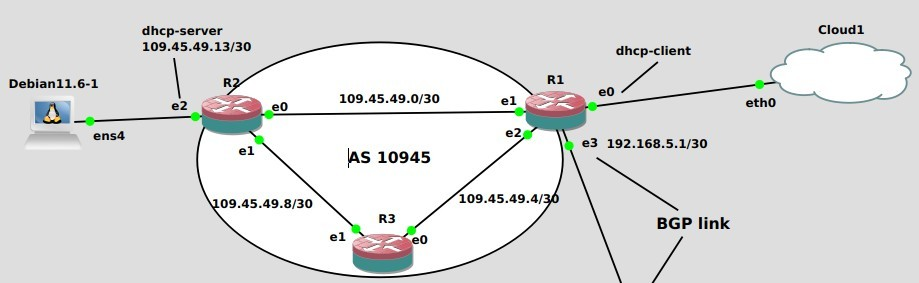 dhcp-server
109.45.49.13/30
Cloud1
dhcp-client
Debian11.6-1
R2
R1
e2
e0
109.45.49.0/30
e1
e0
eth0
ens4
e1
e2
e3
192.168.5.1/30
AS 10945
109.45.49.8/30
109.45.49.4/30
BGP link
R3
e1
e0